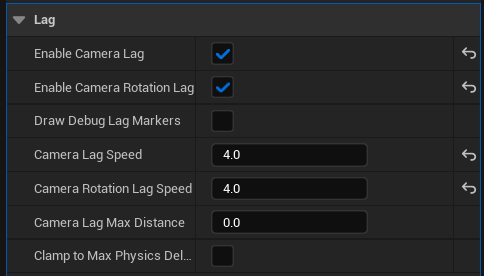 Lag
Enable Camera Lag
Enable Camera Rotation Lag
Draw Debug Lag Markers
Camera Lag Speed 4.0
Camera Rotation Lag Speed 4.0
Camera Lag Max Distance 0.0
Clamp to Max Physics Del...